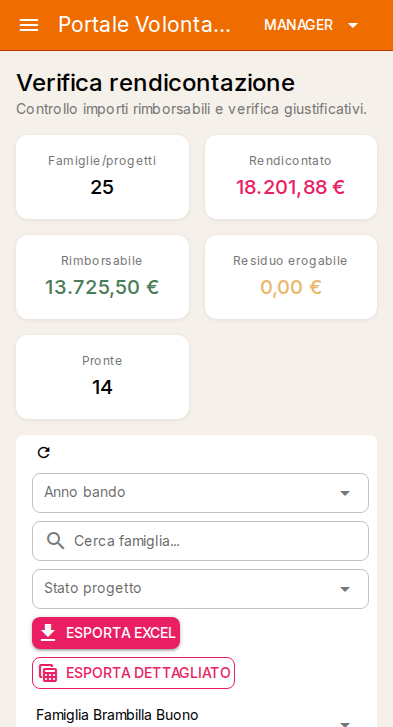 Portale Volonta...
MANAGER
Verifica rendicontazione
Controllo importi rimborsabili e verifica giustificativi.
Famiglie/progetti
25
Rendicontato
18.201,88 €
Rimborsabile
13.725,50 €
Residuo erogabile
0,00 €
Pronte
14
Anno bando
Cerca famiglia...
Stato progetto
ESPORTA EXCEL
ESPORTA DETTAGLIATO
Famiglia Brambilla Buono